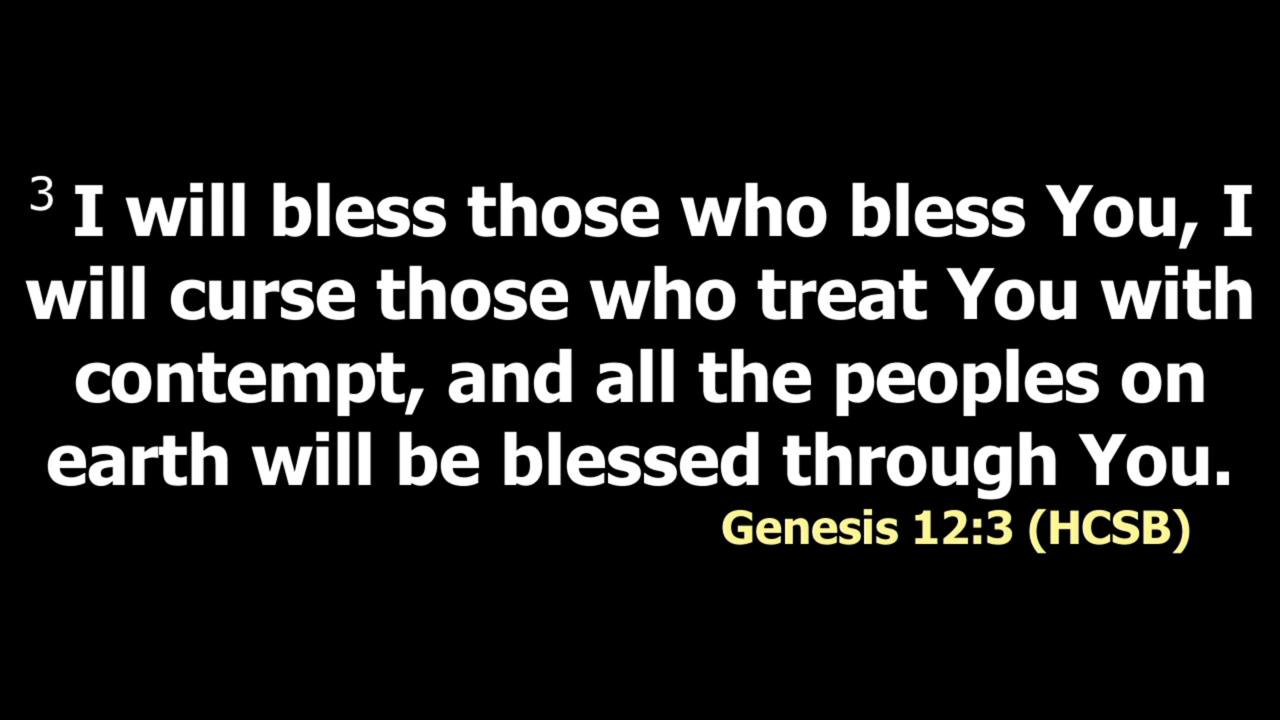 3 I will bless those who bless You, I
will curse those who treat You with
contempt, and all the peoples on
earth will be blessed through You.
Genesis 12:3 (HCSB)